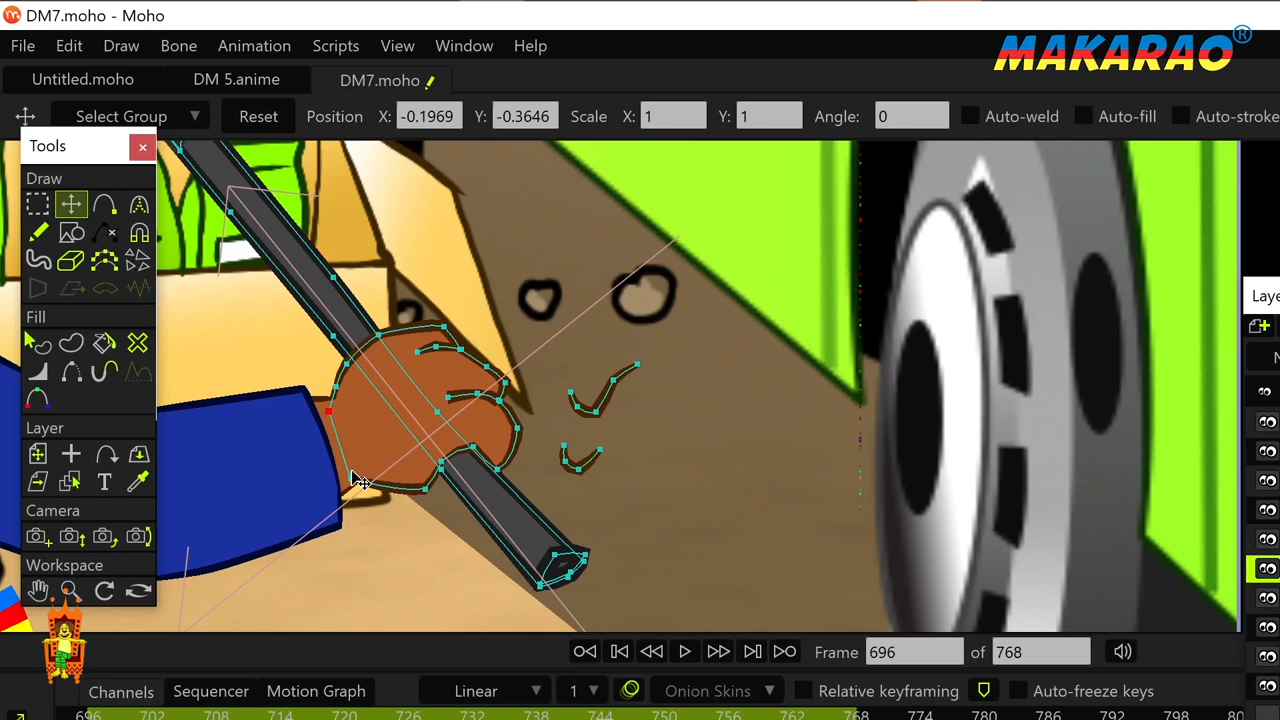 DM7.moho - Moho
File Edit Draw Bone Animation Scripts View Window Help
MAKARAO®
Untitled.moho DM 5.anime DM7.moho
Select Group Reset Position X: -0.1969 Y: -0.3646 Scale X: 1 Y: 1 Angle: 0 Auto-weld Auto-fill Auto-stroke
Tools
Draw
Fill
Layer
Camera
Workspace
Laye
N
Frame 696 of 768
Channels Sequencer Motion Graph Linear 1 Onion Skins Relative keyframing Auto-freeze keys
696 702 708 714 720 726 732 738 744 750 756 762 768 774 780 786 792 798 80